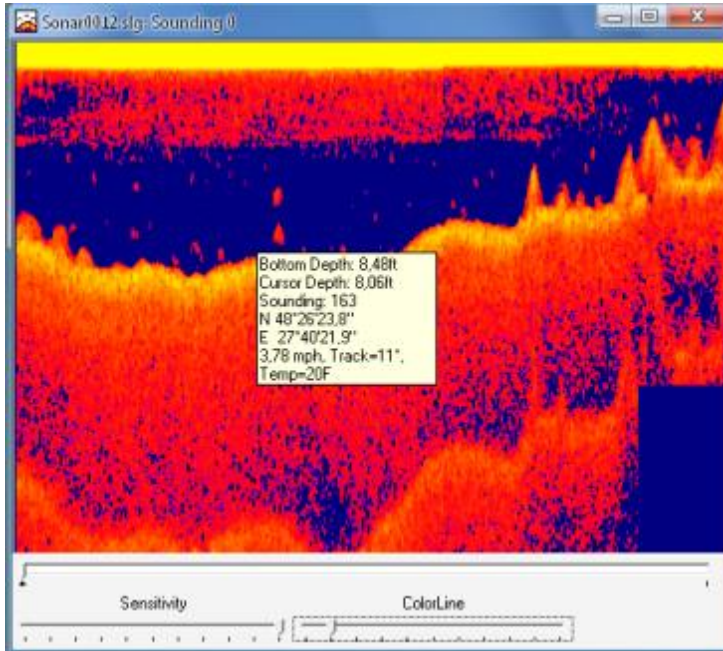 Sonar0012.slg: Sounding 0
Bottom Depth: 8,48ft
Cursor Depth: 8,06ft
Sounding: 163
N 48°26'23,8"
E 27°40'21,9"
3,78 mph, Track=11°,
Temp=20F
Sensitivity
ColorLine